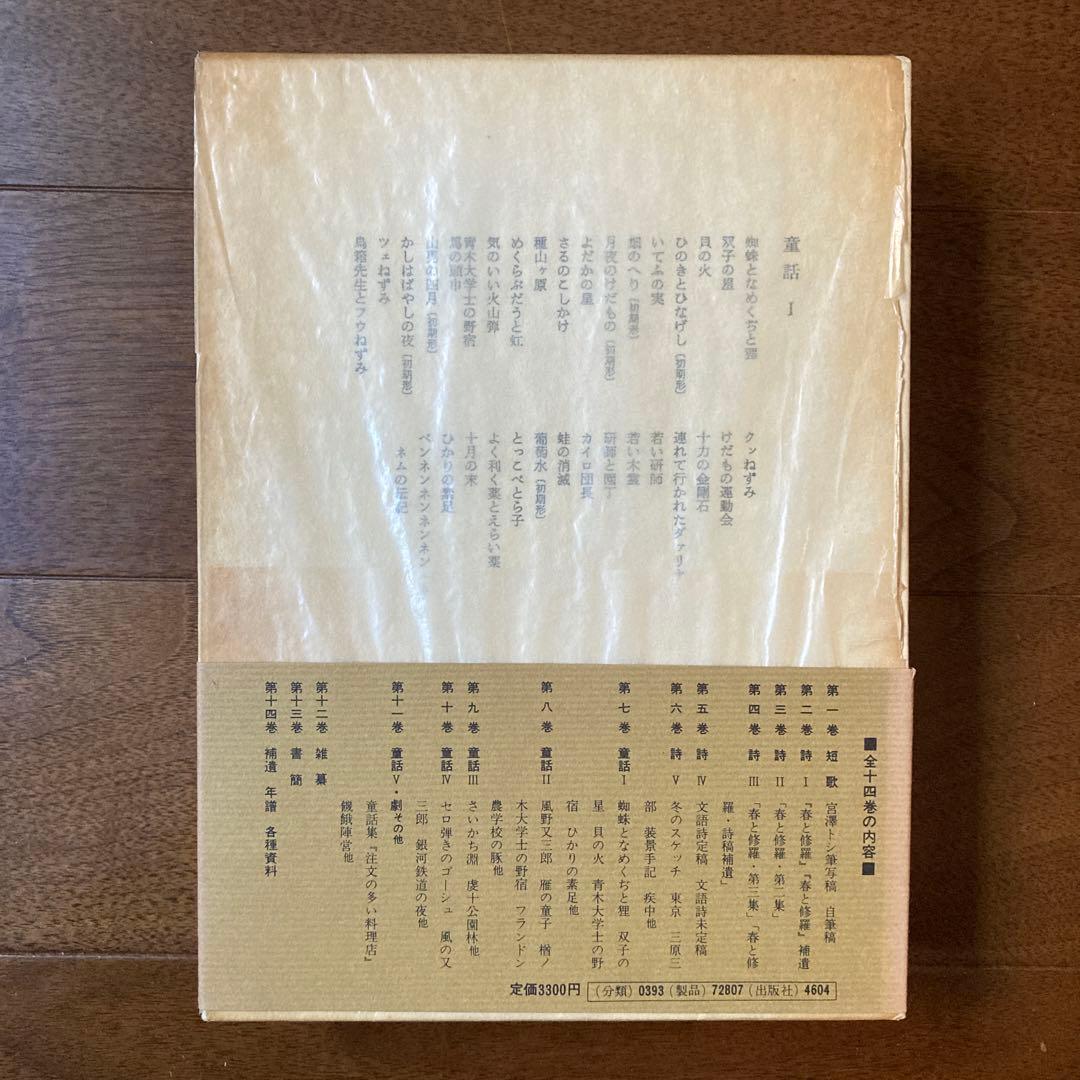 童話 Ⅰ
蜘蛛となめくぢと狸
双子の星
貝の火
ひのきとひなげし〔初期形〕
いてふの実
畑のへり〔初期形〕
月夜のけだもの〔初期形〕
よだかの星
さるのこしかけ
種山ヶ原
めくらぶだうと虹
気のいい火山弾
青木大学士の野宿
馬の頭巾
山男の四月〔初期形〕
かしはばやしの夜〔初期形〕
ツェねずみ
鳥箱先生とフウねずみ
クンねずみ
けだもの運動会
十力の金剛石
連れて行かれたダァリヤ
若い研師
若い木霊
研師と園丁
カイロ団長
蛙の消滅
葡萄水〔初期形〕
とっこべとら子
よく利く薬とえらい薬
十月の末
ひかりの素足
ペンネンネンネンネン
ネムの伝記
■全十四巻の内容■
第一巻 短歌 宮澤トシ筆写稿 自筆稿
第二巻 詩Ⅰ 『春と修羅』『春と修羅』補遺
第三巻 詩Ⅱ 「春と修羅・第二集」
第四巻 詩Ⅲ 「春と修羅・第三集」「春と修
羅・詩稿補遺」
第五巻 詩Ⅳ 文語詩定稿 文語詩未定稿
第六巻 詩Ⅴ 冬のスケッチ 東京 三原三
部 装景手記 疾中他
第七巻 童話Ⅰ 蜘蛛となめくぢと狸 双子の
星 貝の火 青木大学士の野
宿 ひかりの素足他
第八巻 童話Ⅱ 風野又三郎 雁の童子 楢ノ
木大学士の野宿 フランドン
農学校の豚他
第九巻 童話Ⅲ さいかち淵 虔十公園林他
第十巻 童話Ⅳ セロ弾きのゴーシュ 風の又
三郎 銀河鉄道の夜他
第十一巻 童話Ⅴ・劇その他
童話集『注文の多い料理店』
饑餓陣営他
第十二巻 雑纂
第十三巻 書簡
第十四巻 補遺 年譜 各種資料
定価3300円 (分類) 0393 (製品) 72807 (出版社) 4604